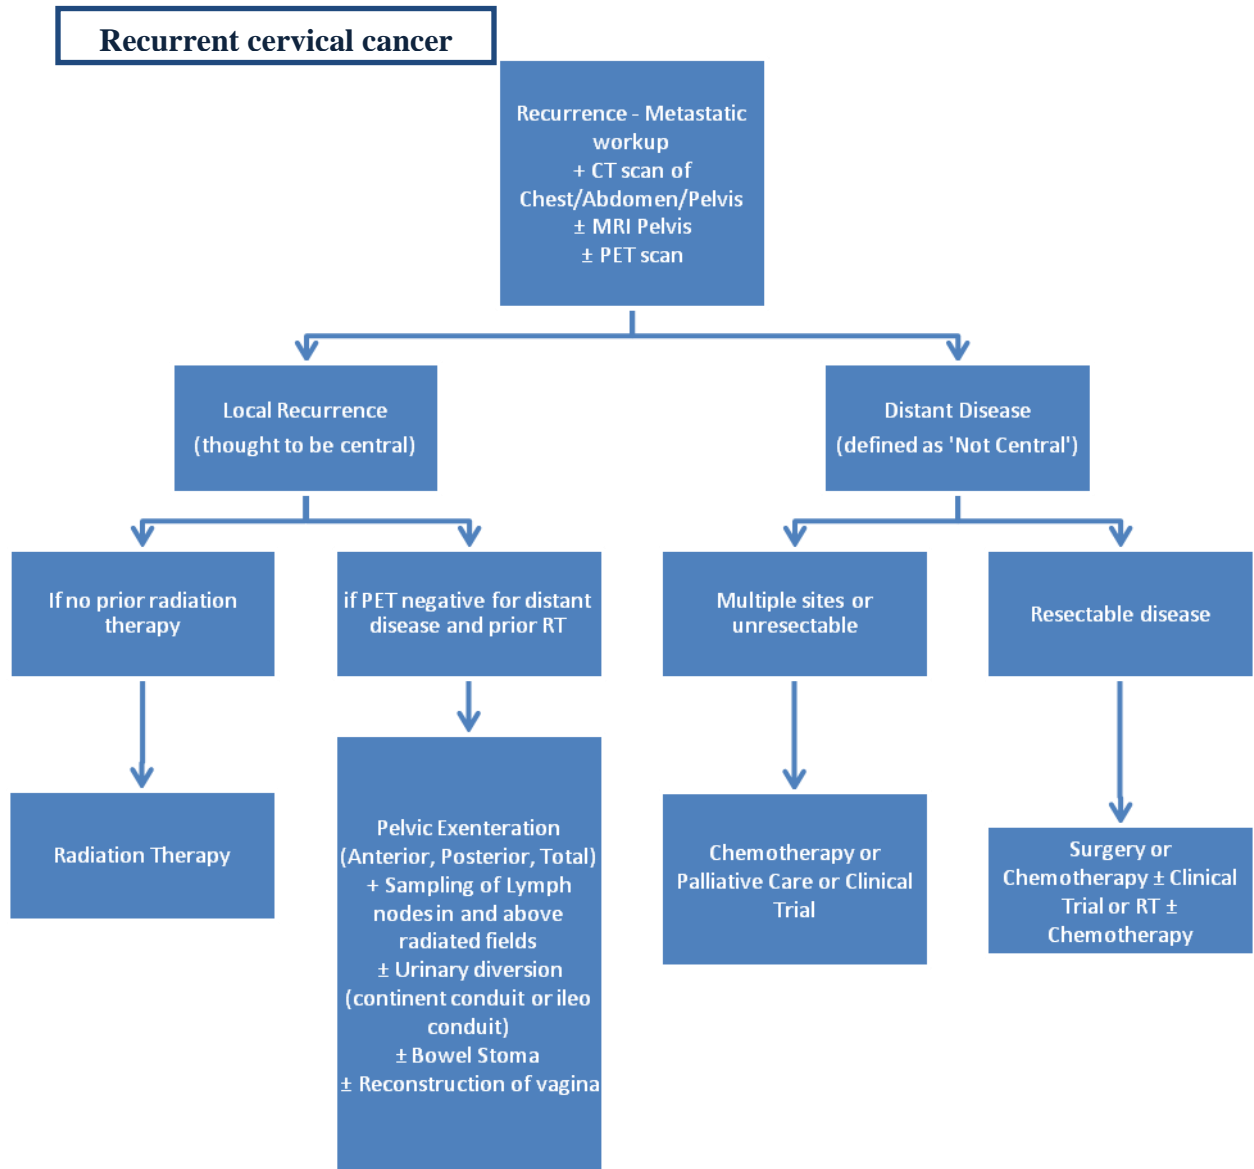 Recurrent cervical cancer
Recurrence - Metastatic
workup
+ CT scan of
Chest/Abdomen/Pelvis
± MRI Pelvis
± PET scan
Local Recurrence
(thought to be central)
Distant Disease
(defined as 'Not Central')
If no prior radiation
therapy
if PET negative for distant
disease and prior RT
Multiple sites or
unresectable
Resectable disease
Radiation Therapy
Pelvic Exenteration
(Anterior, Posterior, Total)
+ Sampling of Lymph
nodes in and above
radiated fields
± Urinary diversion
(continent conduit or ileo
conduit)
± Bowel Stoma
± Reconstruction of vagina
Chemotherapy or
Palliative Care or Clinical
Trial
Surgery or
Chemotherapy ± Clinical
Trial or RT ±
Chemotherapy